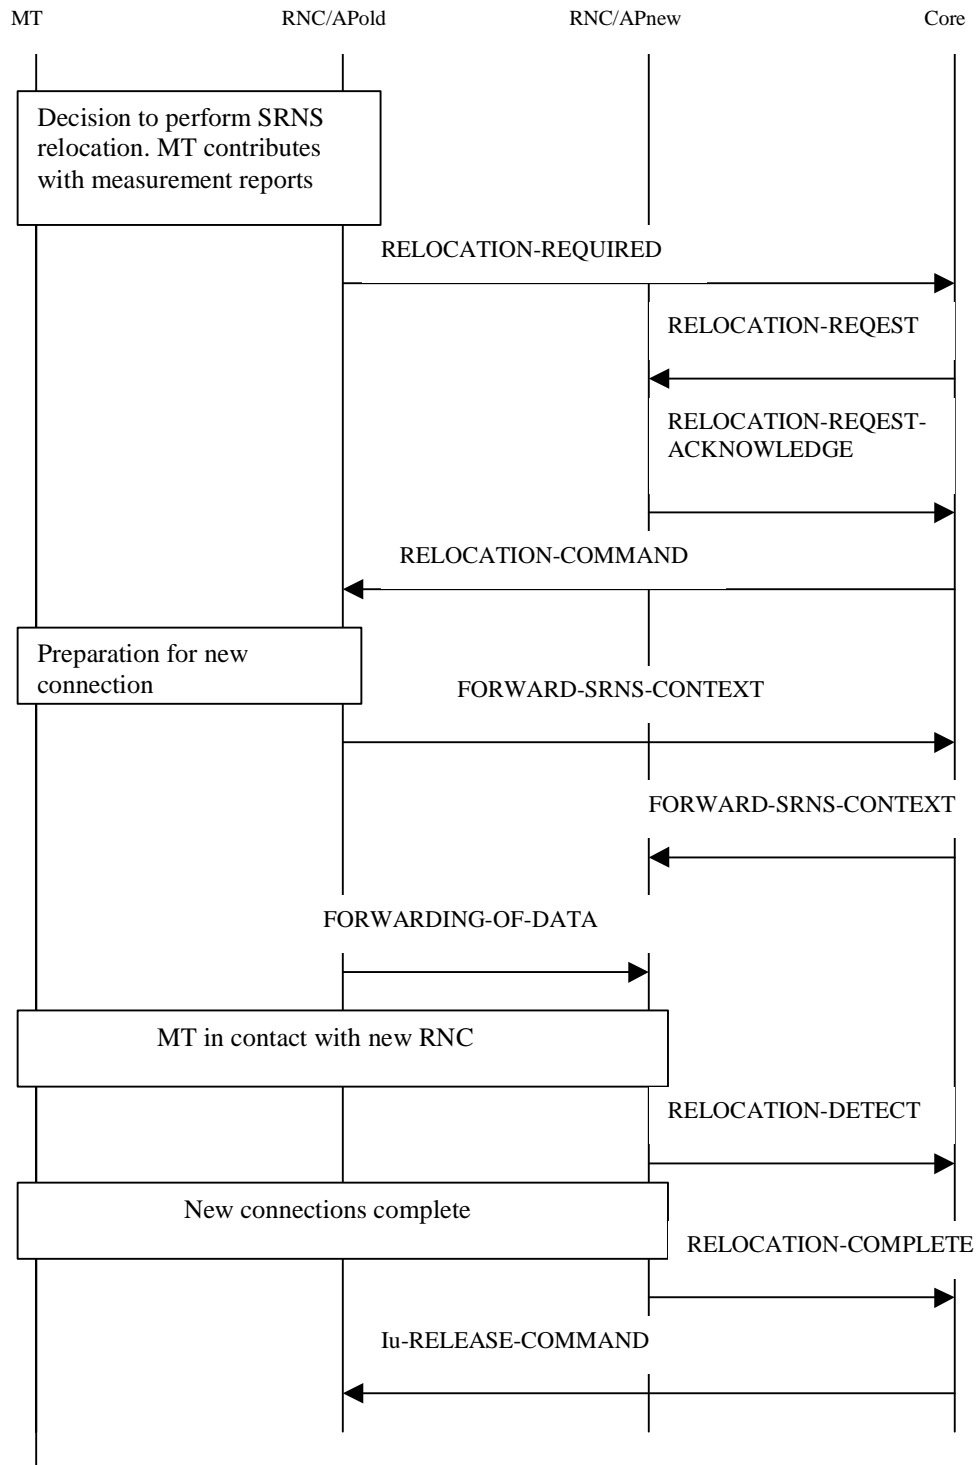 MT RNC/APold RNC/APnew Core
Decision to perform SRNS
relocation. MT contributes
with measurement reports
RELOCATION-REQUIRED
RELOCATION-REQEST
RELOCATION-REQEST-
ACKNOWLEDGE
RELOCATION-COMMAND
Preparation for new
connection
FORWARD-SRNS-CONTEXT
FORWARD-SRNS-CONTEXT
FORWARDING-OF-DATA
MT in contact with new RNC
RELOCATION-DETECT
New connections complete
RELOCATION-COMPLETE
Iu-RELEASE-COMMAND